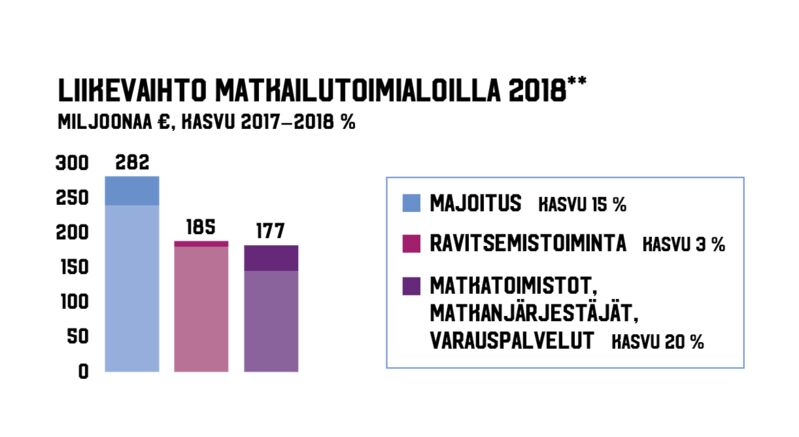 LIIKEVAIHTO MATKAILUTOIMIALOILLA 2018**
MILJOONAA €, KASVU 2017–2018 %
300
250
200
150
100
50
0
282
185
177
MAJOITUS KASVU 15 %
RAVITSEMISTOIMINTA KASVU 3 %
MATKATOIMISTOT,
MATKANJÄRJESTÄJÄT,
VARAUSPALVELUT KASVU 20 %